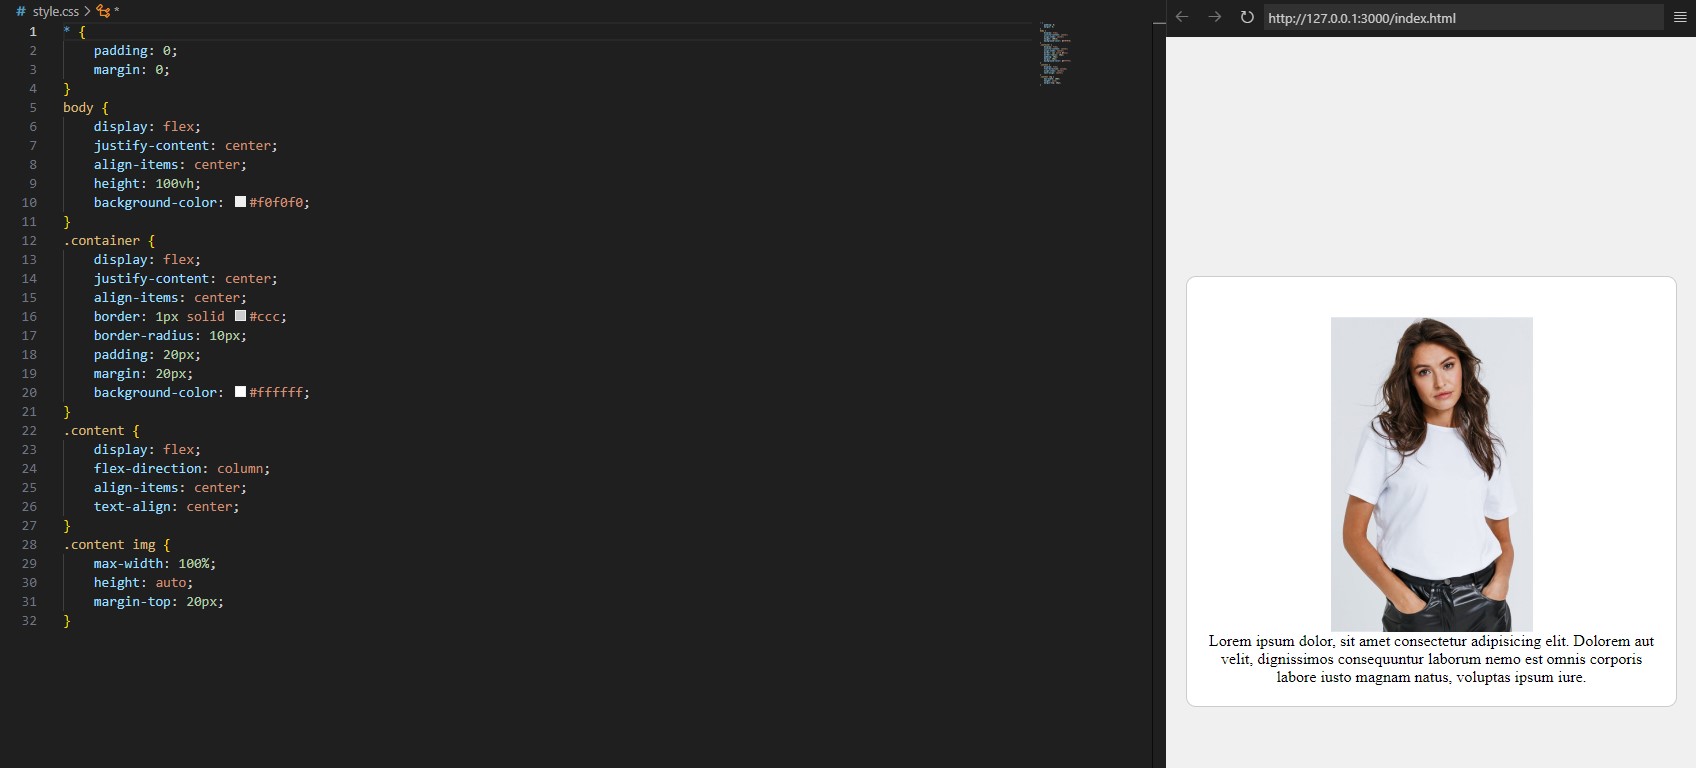 style.css > *
1 * {
2 padding: 0;
3 margin: 0;
4 }
5 body {
6 display: flex;
7 justify-content: center;
8 align-items: center;
9 height: 100vh;
10 background-color: #f0f0f0;
11 }
12 .container {
13 display: flex;
14 justify-content: center;
15 align-items: center;
16 border: 1px solid #ccc;
17 border-radius: 10px;
18 padding: 20px;
19 margin: 20px;
20 background-color: #ffffff;
21 }
22 .content {
23 display: flex;
24 flex-direction: column;
25 align-items: center;
26 text-align: center;
27 }
28 .content img {
29 max-width: 100%;
30 height: auto;
31 margin-top: 20px;
32 }
http://127.0.0.1:3000/index.html
Lorem ipsum dolor, sit amet consectetur adipisicing elit. Dolorem aut
velit, dignissimos consequuntur laborum nemo est omnis corporis
labore iusto magnam natus, voluptas ipsum iure.